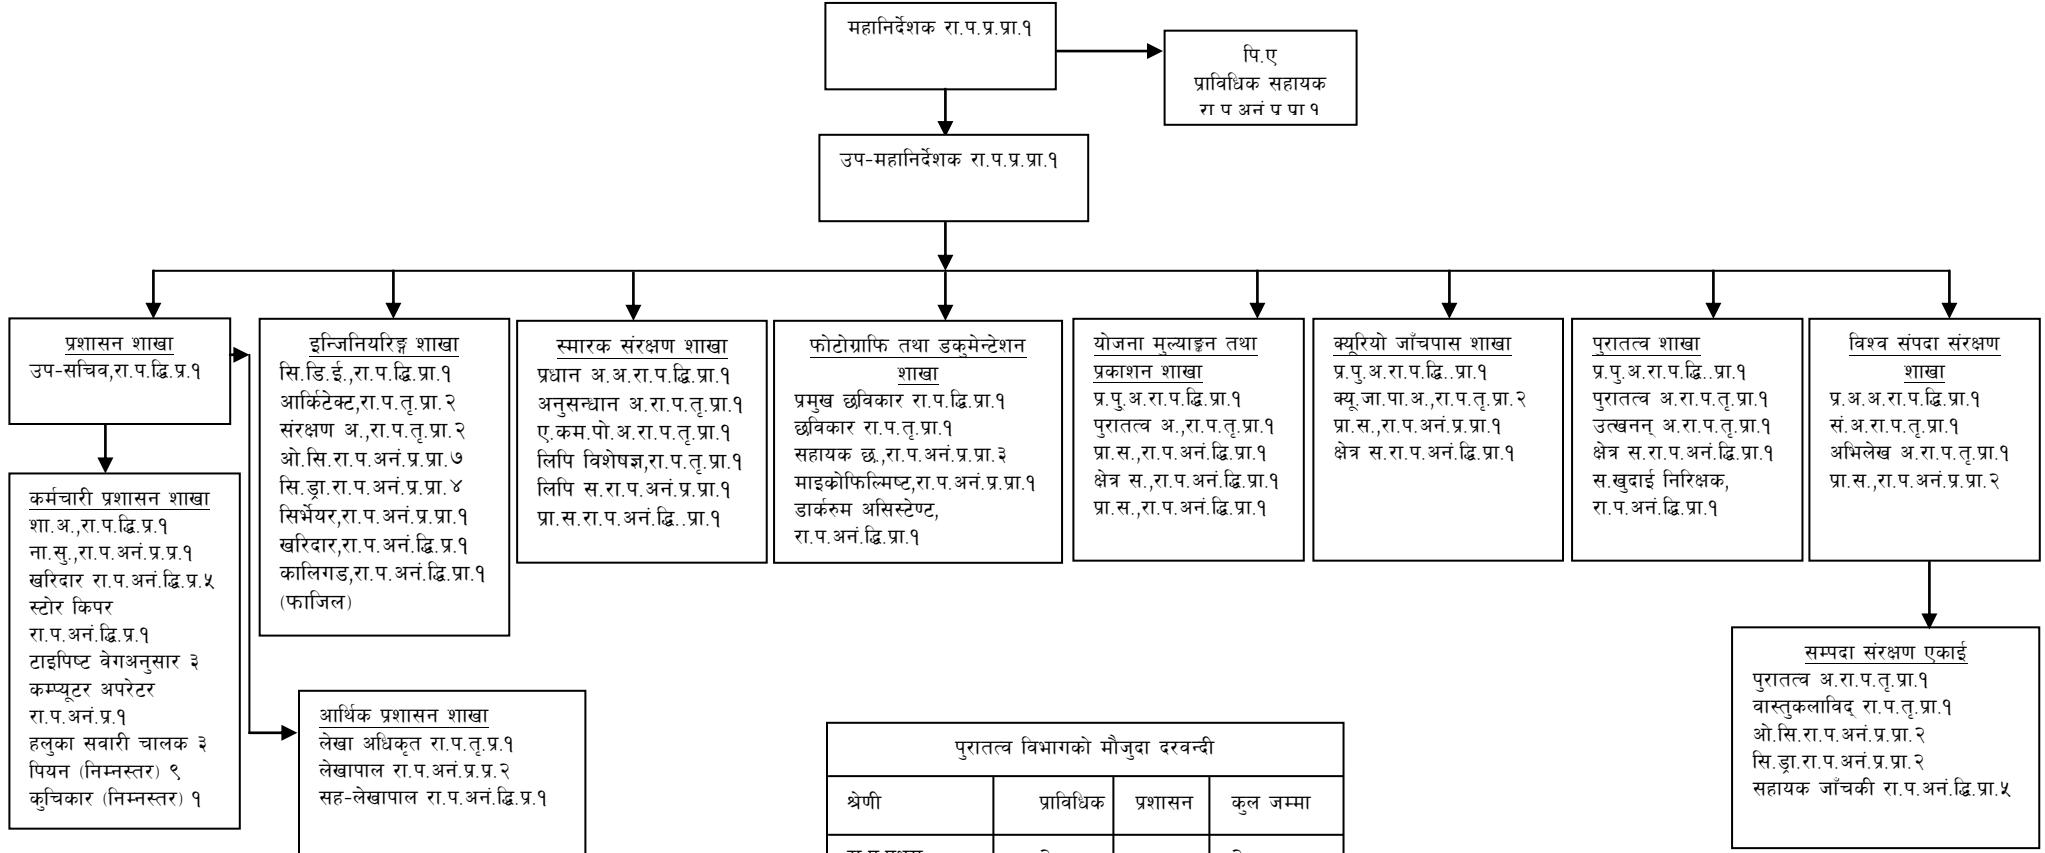 महानिर्देशक रा.प.प्र.प्रा.१
पि.ए
प्राविधिक सहायक
रा प अनं प्र प्रा १
उप-महानिर्देशक रा.प.प्र.प्रा.१
प्रशासन शाखा
उप-सचिव,रा.प.द्वि.प्र.१
इन्जिनियरिङ्ग शाखा
सि.डि.ई.,रा.प.द्वि.प्रा.१
आर्किटेक्ट,रा.प.तृ.प्रा.२
संरक्षण अ.,रा.प.तृ.प्रा.२
ओ.सि.रा.प.अनं.प्र.प्रा.७
सि.ड्रा.रा.प.अनं.प्र.प्रा.४
सिर्भेयर,रा.प.अनं.प्र.प्रा.१
खरिदार,रा.प.अनं.द्वि.प्र.१
कालिगड,रा.प.अनं.द्वि.प्रा.१
(फाजिल)
स्मारक संरक्षण शाखा
प्रधान अ.अ.रा.प.द्वि.प्रा.१
अनुसन्धान अ.रा.प.तृ.प्रा.१
ए.कम.पो.अ.रा.प.तृ.प्रा.१
लिपि विशेषज्ञ,रा.प.तृ.प्रा.१
लिपि स.रा.प.अनं.प्र.प्रा.१
प्रा.स.रा.प.अनं.द्वि..प्रा.१
फोटोग्राफि तथा डकुमेन्टेशन
शाखा
प्रमुख छविकार रा.प.द्वि.प्रा.१
छविकार रा.प.तृ.प्रा.१
सहायक छ.,रा.प.अनं.प्र.प्रा.३
माइक्रोफिल्मिष्ट,रा.प.अनं.प्र.प्रा.१
डार्करुम असिस्टेण्ट,
रा.प.अनं.द्वि.प्रा.१
योजना मुल्याङ्कन तथा
प्रकाशन शाखा
प्र.पु.अ.रा.प.द्वि.प्रा.१
पुरातत्व अ.,रा.प.तृ.प्रा.१
प्रा.स.,रा.प.अनं.द्वि.प्रा.१
क्षेत्र स.,रा.प.अनं.द्वि.प्रा.१
प्रा.स.,रा.प.अनं.द्वि.प्रा.१
क्यूरियो जाँचपास शाखा
प्र.पु.अ.रा.प.द्वि..प्रा.१
क्यू.जा.पा.अ.,रा.प.तृ.प्रा.२
प्रा.स.,रा.प.अनं.प्र.प्रा.१
क्षेत्र स.रा.प.अनं.द्वि.प्रा.१
पुरातत्व शाखा
प्र.पु.अ.रा.प.द्वि..प्रा.१
पुरातत्व अ.रा.प.तृ.प्रा.१
उत्खनन् अ.रा.प.तृ.प्रा.१
क्षेत्र स.रा.प.अनं.द्वि.प्रा.१
स.खुदाई निरिक्षक,
रा.प.अनं.द्वि.प्रा.१
विश्व संपदा संरक्षण
शाखा
प्र.अ.अ.रा.प.द्वि.प्रा.१
सं.अ.रा.प.तृ.प्रा.१
अभिलेख अ.रा.प.तृ.प्रा.१
प्रा.स.,रा.प.अनं.प्र.प्रा.२
कर्मचारी प्रशासन शाखा
शा.अ.,रा.प.द्वि.प्र.१
ना.सु.,रा.प.अनं.प्र.प्र.१
खरिदार रा.प.अनं.द्वि.प्र.५
स्टोर किपर
रा.प.अनं.द्वि.प्र.१
टाइपिष्ट वेगअनुसार ३
कम्प्यूटर अपरेटर
रा.प.अनं.प्र.१
हलुका सवारी चालक ३
पियन (निम्नस्तर) ९
कुचिकार (निम्नस्तर) १
आर्थिक प्रशासन शाखा
लेखा अधिकृत रा.प.तृ.प्र.१
लेखापाल रा.प.अनं.प्र.प्र.२
सह-लेखापाल रा.प.अनं.द्वि.प्र.१
सम्पदा संरक्षण एकाई
पुरातत्व अ.रा.प.तृ.प्रा.१
वास्तुकलाविद् रा.प.तृ.प्रा.१
ओ.सि.रा.प.अनं.प्र.प्रा.२
सि.ड्रा.रा.प.अनं.प्र.प्रा.२
सहायक जाँचकी रा.प.अनं.द्वि.प्रा.५
पुरातत्व विभागको मौजुदा दरवन्दी
श्रेणी प्राविधिक प्रशासन कुल जम्मा